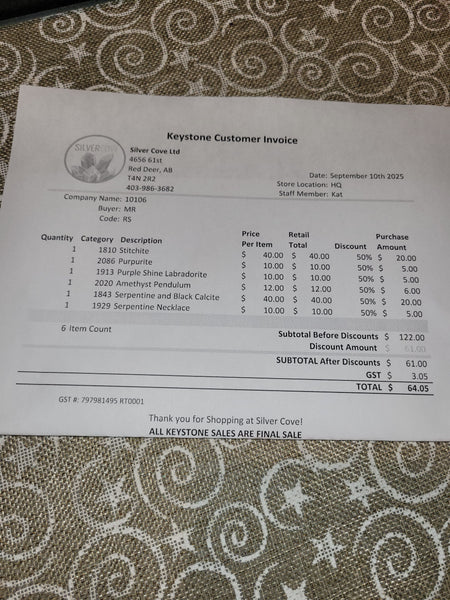 Keystone Customer Invoice
SILVERCOVE
Silver Cove Ltd
4656 61st
Red Deer, AB
T4N 2R2
403-986-3682
Date: September 10th 2025
Store Location: HQ
Staff Member: Kat
Company Name: 10106
Buyer: MR
Code: RS
Quantity Category Description Price Per Item Retail Total Discount Purchase Amount
1 1810 Stitchite $ 40.00 $ 40.00 50% $ 20.00
1 2086 Purpurite $ 10.00 $ 10.00 50% $ 5.00
1 1913 Purple Shine Labradorite $ 10.00 $ 10.00 50% $ 5.00
1 2020 Amethyst Pendulum $ 12.00 $ 12.00 50% $ 6.00
1 1843 Serpentine and Black Calcite $ 40.00 $ 40.00 50% $ 20.00
1 1929 Serpentine Necklace $ 10.00 $ 10.00 50% $ 5.00
6 Item Count
Subtotal Before Discounts $ 122.00
Discount Amount $ 61.00
SUBTOTAL After Discounts $ 61.00
GST $ 3.05
TOTAL $ 64.05
GST #: 797981495 RT0001
Thank you for Shopping at Silver Cove!
ALL KEYSTONE SALES ARE FINAL SALE